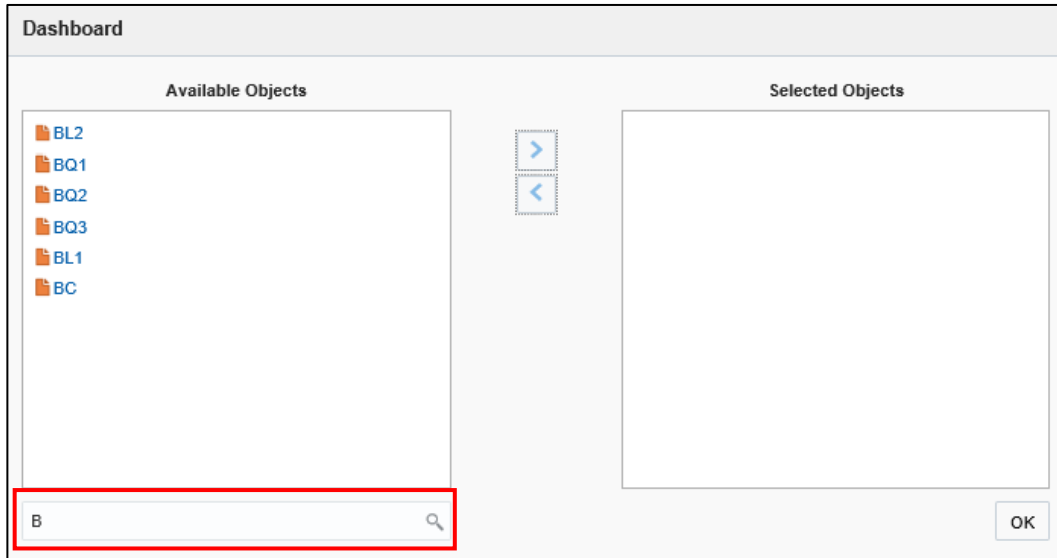 Dashboard
Available Objects
Selected Objects
BL2
BQ1
BQ2
BQ3
BL1
BC
B
OK